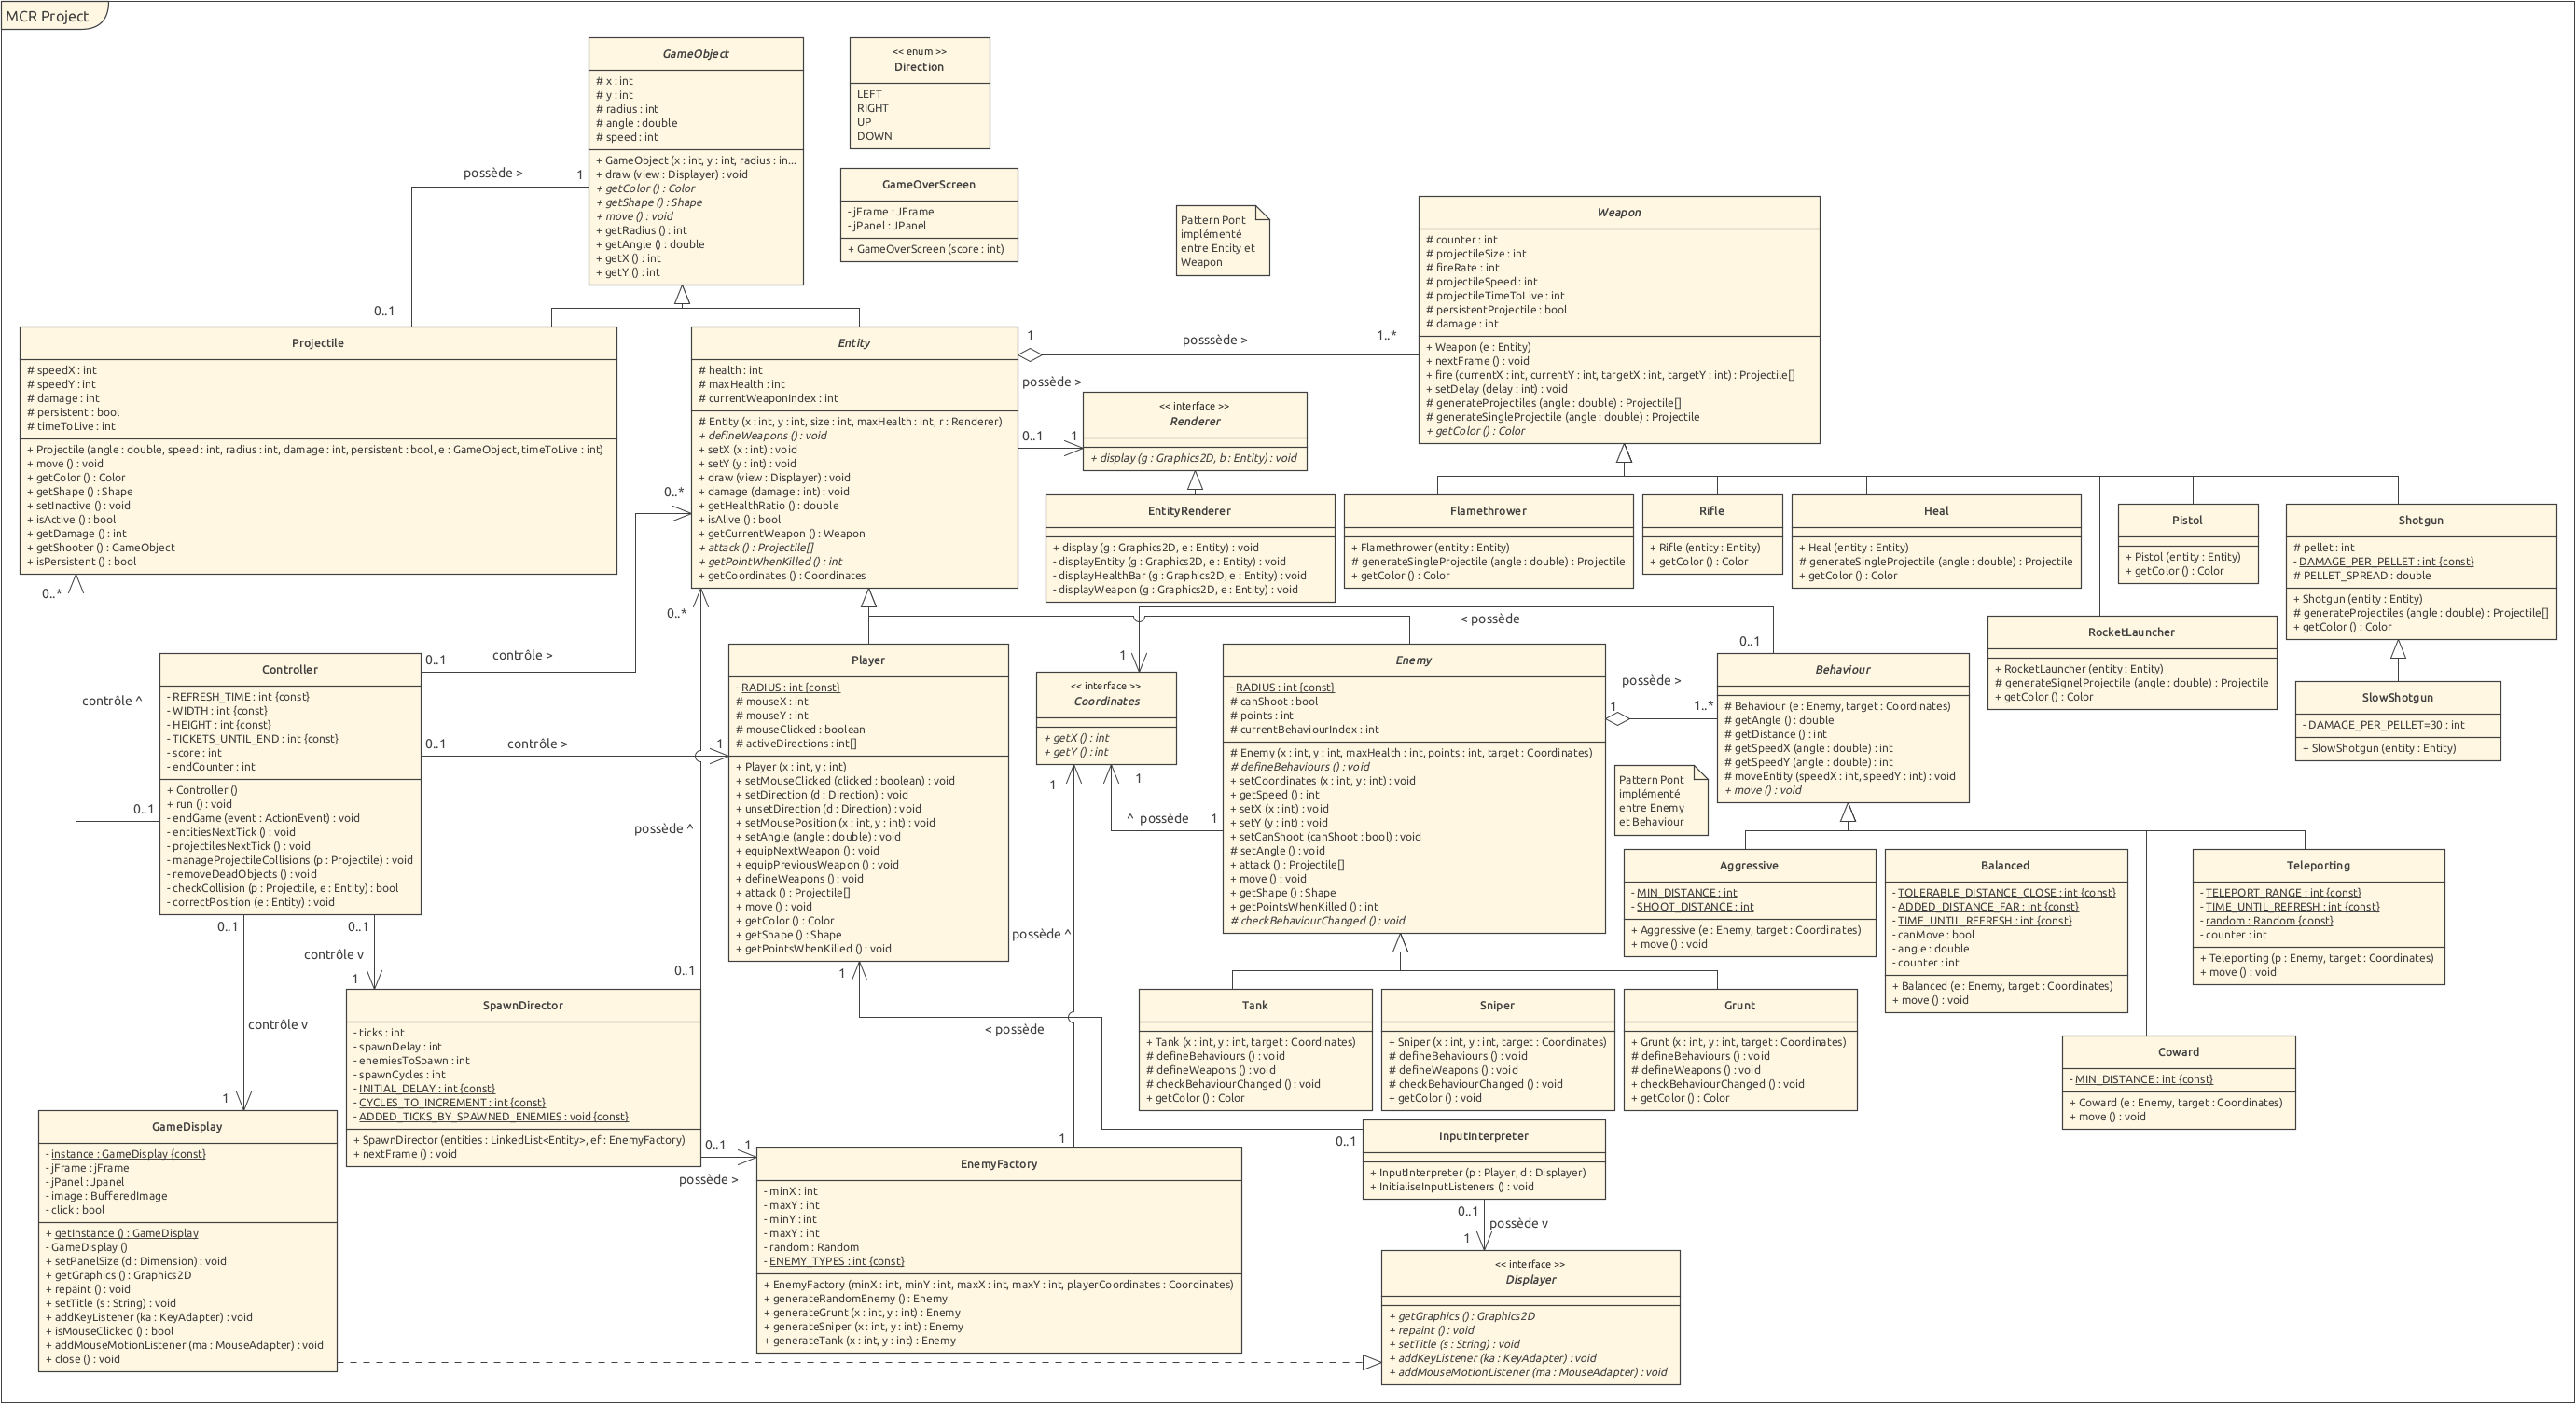 MCR Project
GameObject
# x : int
# y : int
# radius : int
# angle : double
# speed : int
+ GameObject (x : int, y : int, radius : in...
+ draw (view : Displayer) : void
+ getColor () : Color
+ getShape () : Shape
+ move () : void
+ getRadius () : int
+ getAngle () : double
+ getX () : int
+ getY () : int
<< enum >>
Direction
LEFT
RIGHT
UP
DOWN
GameOverScreen
- jFrame : JFrame
- jPanel : JPanel
+ GameOverScreen (score : int)
Pattern Pont
implémenté
entre Entity et
Weapon
Weapon
# counter : int
# projectileSize : int
# fireRate : int
# projectileSpeed : int
# projectileTimeToLive : int
# persistentProjectile : bool
# damage : int
+ Weapon (e : Entity)
+ nextFrame () : void
+ fire (currentX : int, currentY : int, targetX : int, targetY : int) : Projectile[]
+ setDelay (delay : int) : void
# generateProjectiles (angle : double) : Projectile[]
# generateSingleProjectile (angle : double) : Projectile
+ getColor () : Color
possède >
1
0..1
Projectile
# speedX : int
# speedY : int
# damage : int
# persistent : bool
# timeToLive : int
+ Projectile (angle : double, speed : int, radius : int, damage : int, persistent : bool, e : GameObject, timeToLive : int)
+ move () : void
+ getColor () : Color
+ getShape () : Shape
+ setInactive () : void
+ isActive () : bool
+ getDamage () : int
+ getShooter () : GameObject
+ isPersistent () : bool
Entity
# health : int
# maxHealth : int
# currentWeaponIndex : int
# Entity (x : int, y : int, size : int, maxHealth : int, r : Renderer)
+ defineWeapons () : void
+ setX (x : int) : void
+ setY (y : int) : void
+ draw (view : Displayer) : void
+ damage (damage : int) : void
+ getHealthRatio () : double
+ isAlive () : bool
+ getCurrentWeapon () : Weapon
+ attack () : Projectile[]
+ getPointWhenKilled () : int
+ getCoordinates () : Coordinates
1
posssède >
1..*
possède >
0..1
1
<< interface >>
Renderer
+ display (g : Graphics2D, b : Entity) : void
EntityRenderer
+ display (g : Graphics2D, e : Entity) : void
- displayEntity (g : Graphics2D, e : Entity) : void
- displayHealthBar (g : Graphics2D, e : Entity) : void
- displayWeapon (g : Graphics2D, e : Entity) : void
Flamethrower
+ Flamethrower (entity : Entity)
# generateSingleProjectile (angle : double) : Projectile
+ getColor () : Color
Rifle
+ Rifle (entity : Entity)
+ getColor () : Color
Heal
+ Heal (entity : Entity)
# generateSingleProjectile (angle : double) : Projectile
+ getColor () : Color
Pistol
+ Pistol (entity : Entity)
+ getColor () : Color
Shotgun
# pellet : int
- DAMAGE_PER_PELLET : int {const}
# PELLET_SPREAD : double
+ Shotgun (entity : Entity)
# generateProjectiles (angle : double) : Projectile[]
+ getColor () : Color
RocketLauncher
+ RocketLauncher (entity : Entity)
# generateSignelProjectile (angle : double) : Projectile
+ getColor () : Color
SlowShotgun
- DAMAGE_PER_PELLET=30 : int
+ SlowShotgun (entity : Entity)
0..*
0..*
0..*
contrôle ^
0..1
0..1
contrôle >
0..1
contrôle >
1
Controller
- REFRESH_TIME : int {const}
- WIDTH : int {const}
- HEIGHT : int {const}
- TICKETS_UNTIL_END : int {const}
- score : int
- endCounter : int
+ Controller ()
+ run () : void
- endGame (event : ActionEvent) : void
- entitiesNextTick () : void
- projectilesNextTick () : void
- manageProjectileCollisions (p : Projectile) : void
- removeDeadObjects () : void
- checkCollision (p : Projectile, e : Entity) : bool
- correctPosition (e : Entity) : void
Player
- RADIUS : int {const}
# mouseX : int
# mouseY : int
# mouseClicked : boolean
# activeDirections : int[]
+ Player (x : int, y : int)
+ setMouseClicked (clicked : boolean) : void
+ setDirection (d : Direction) : void
+ unsetDirection (d : Direction) : void
+ setMousePosition (x : int, y : int) : void
+ setAngle (angle : double) : void
+ equipNextWeapon () : void
+ equipPreviousWeapon () : void
+ defineWeapons () : void
+ attack () : Projectile[]
+ move () : void
+ getColor () : Color
+ getShape () : Shape
+ getPointsWhenKilled () : void
< possède
0..1
1
<< interface >>
Coordinates
+ getX () : int
+ getY () : int
1
1
^ possède
1
Enemy
- RADIUS : int {const}
# canShoot : bool
# points : int
# currentBehaviourIndex : int
# Enemy (x : int, y : int, maxHealth : int, points : int, target : Coordinates)
# defineBehaviours () : void
+ setCoordinates (x : int, y : int) : void
+ getSpeed () : int
+ setX (x : int) : void
+ setY (y : int) : void
+ setCanShoot (canShoot : bool) : void
# setAngle () : void
+ attack () : Projectile[]
+ move () : void
+ getShape () : Shape
+ getPointsWhenKilled () : int
# checkBehaviourChanged () : void
possède >
1
1..*
Pattern Pont
implémenté
entre Enemy
et Behaviour
Behaviour
# Behaviour (e : Enemy, target : Coordinates)
# getAngle () : double
# getDistance () : int
# getSpeedX (angle : double) : int
# getSpeedY (angle : double) : int
# moveEntity (speedX : int, speedY : int) : void
+ move () : void
Aggressive
- MIN_DISTANCE : int
- SHOOT_DISTANCE : int
+ Aggressive (e : Enemy, target : Coordinates)
+ move () : void
Balanced
- TOLERABLE_DISTANCE_CLOSE : int {const}
- ADDED_DISTANCE_FAR : int {const}
- TIME_UNTIL_REFRESH : int {const}
- canMove : bool
- angle : double
- counter : int
+ Balanced (e : Enemy, target : Coordinates)
+ move () : void
Teleporting
- TELEPORT_RANGE : int {const}
- TIME_UNTIL_REFRESH : int {const}
- random : Random {const}
- counter : int
+ Teleporting (p : Enemy, target : Coordinates)
+ move () : void
Coward
- MIN_DISTANCE : int {const}
+ Coward (e : Enemy, target : Coordinates)
+ move () : void
Tank
+ Tank (x : int, y : int, target : Coordinates)
# defineBehaviours () : void
# defineWeapons () : void
# checkBehaviourChanged () : void
+ getColor () : Color
Sniper
+ Sniper (x : int, y : int, target : Coordinates)
# defineBehaviours () : void
# defineWeapons () : void
# checkBehaviourChanged () : void
+ getColor () : void
Grunt
+ Grunt (x : int, y : int, target : Coordinates)
# defineBehaviours () : void
# defineWeapons () : void
+ checkBehaviourChanged () : void
+ getColor () : Color
0..1
0..1
contrôle v
1
contrôle v
1
possède ^
0..1
possède ^
1
1
< possède
0..1
SpawnDirector
- ticks : int
- spawnDelay : int
- enemiesToSpawn : int
- spawnCycles : int
- INITIAL_DELAY : int {const}
- CYCLES_TO_INCREMENT : int {const}
- ADDED_TICKS_BY_SPAWNED_ENEMIES : void {const}
+ SpawnDirector (entities : LinkedList<Entity>, ef : EnemyFactory)
+ nextFrame () : void
0..1
1
possède >
GameDisplay
- instance : GameDisplay {const}
- jFrame : jFrame
- jPanel : Jpanel
- image : BufferedImage
- click : bool
+ getInstance () : GameDisplay
- GameDisplay ()
+ setPanelSize (d : Dimension) : void
+ getGraphics () : Graphics2D
+ repaint () : void
+ setTitle (s : String) : void
+ addKeyListener (ka : KeyAdapter) : void
+ isMouseClicked () : bool
+ addMouseMotionListener (ma : MouseAdapter) : void
+ close () : void
EnemyFactory
- minX : int
- maxY : int
- minY : int
- maxY : int
- random : Random
- ENEMY_TYPES : int {const}
+ EnemyFactory (minX : int, minY : int, maxX : int, maxY : int, playerCoordinates : Coordinates)
+ generateRandomEnemy () : Enemy
+ generateGrunt (x : int, y : int) : Enemy
+ generateSniper (x : int, y : int) : Enemy
+ generateTank (x : int, y : int) : Enemy
InputInterpreter
+ InputInterpreter (p : Player, d : Displayer)
+ InitialiseInputListeners () : void
0..1
possède v
1
<< interface >>
Displayer
+ getGraphics () : Graphics2D
+ repaint () : void
+ setTitle (s : String) : void
+ addKeyListener (ka : KeyAdapter) : void
+ addMouseMotionListener (ma : MouseAdapter) : void